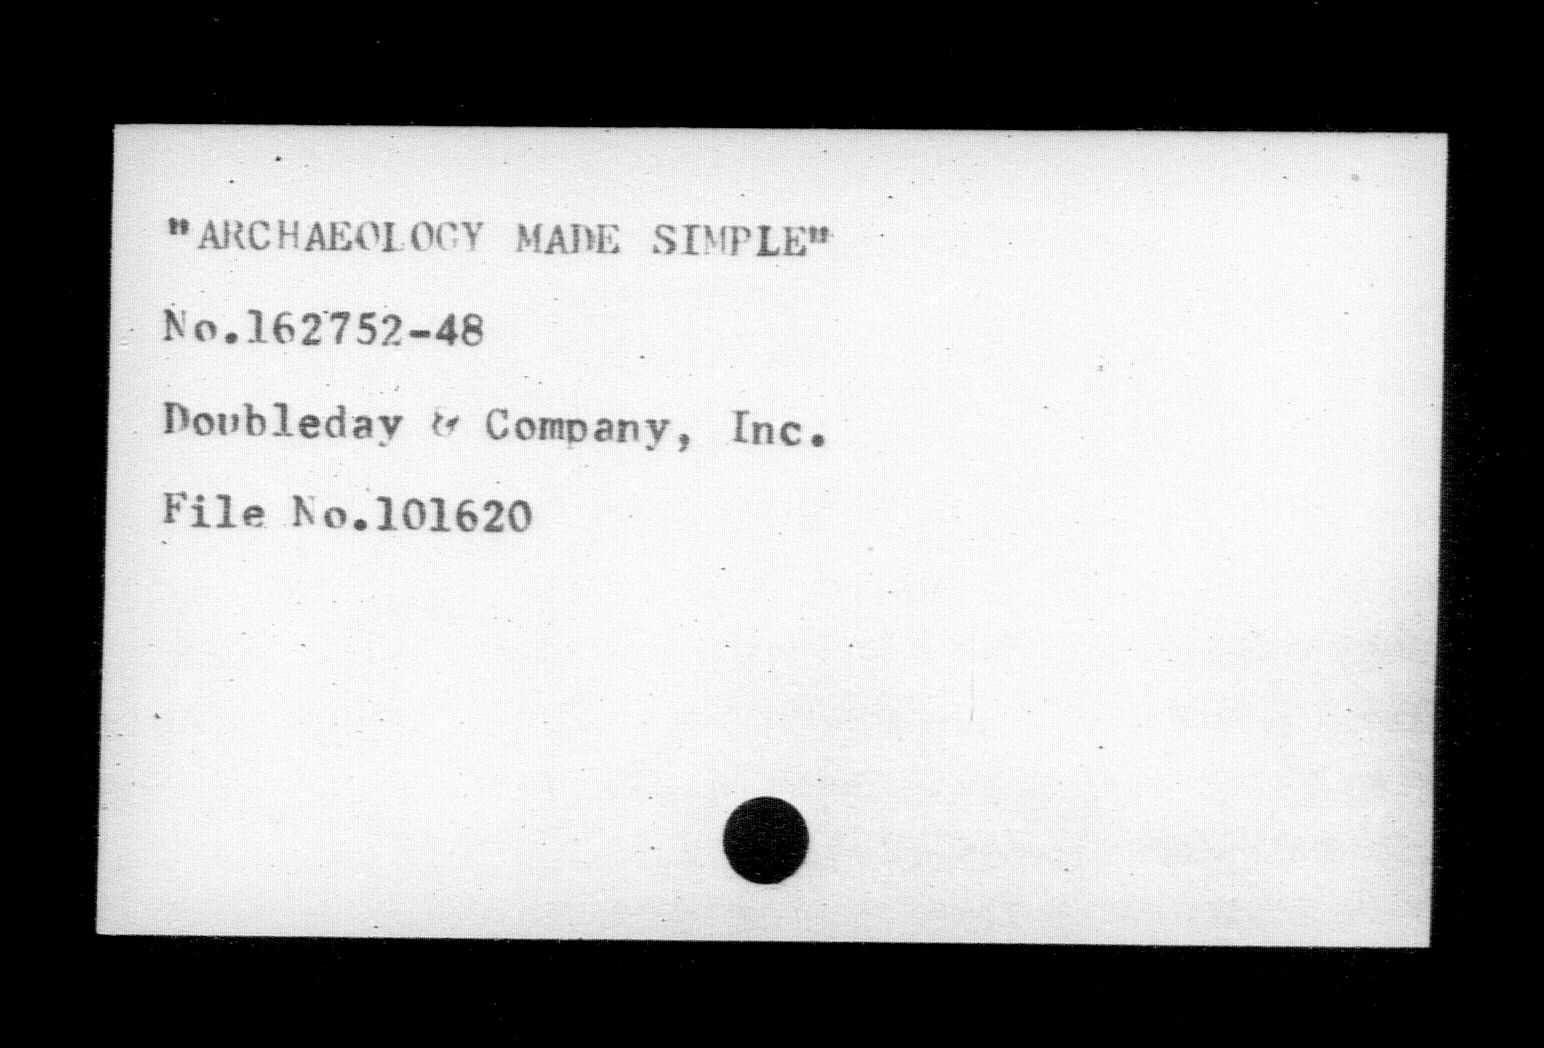 "ARCHAEOLOGY MADE SIMPLE"
No.162752-48
Doubleday & Company, Inc.
File No.101620